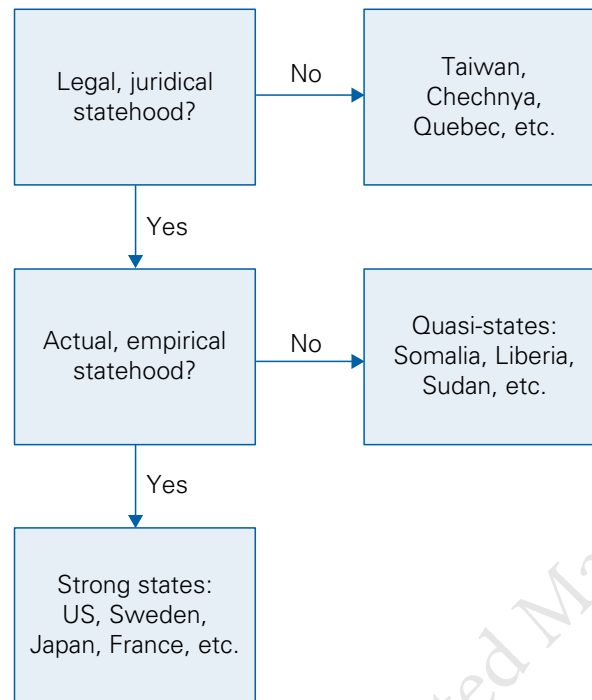 Legal, juridical
statehood?
No
Taiwan,
Chechnya,
Quebec, etc.
Yes
Actual, empirical
statehood?
No
Quasi-states:
Somalia, Liberia,
Sudan, etc.
Yes
Strong states:
US, Sweden,
Japan, France, etc.